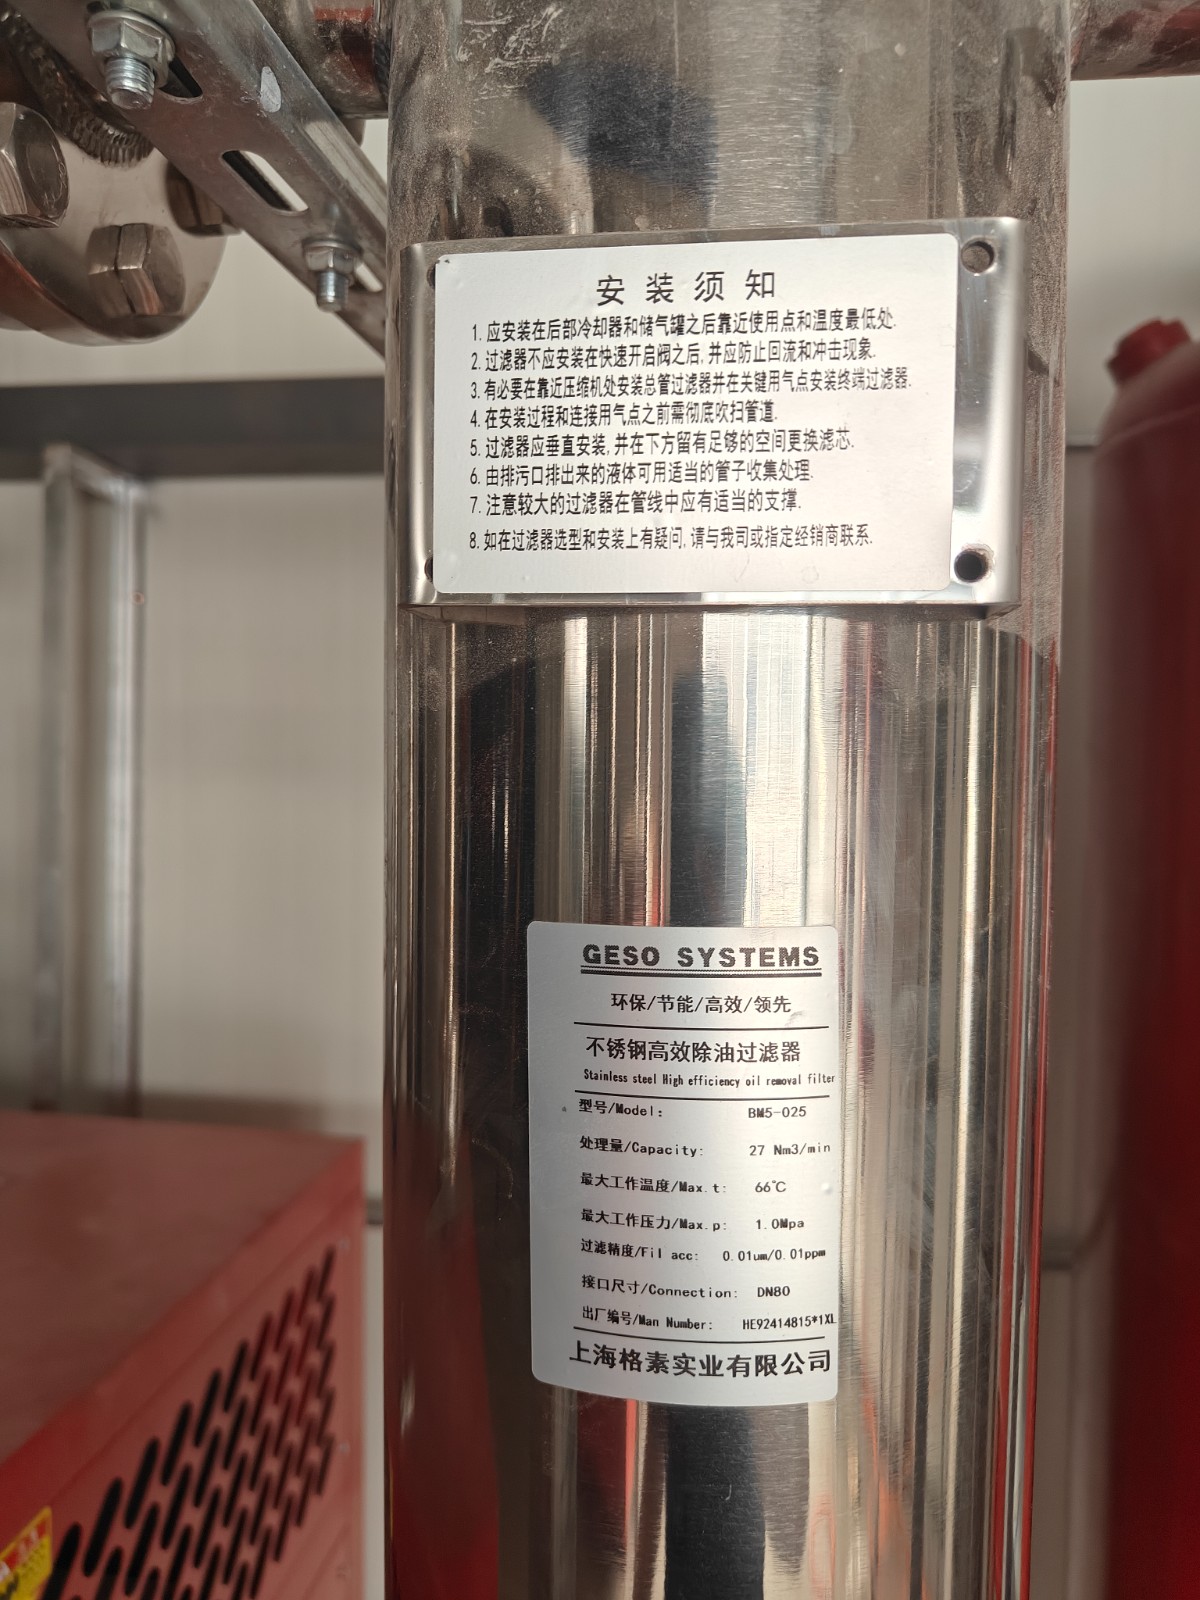 安装须知
1. 应安装在后部冷却器和储气罐之后靠近使用点和温度最低处.
2. 过滤器不应安装在快速开启阀之后, 并应防止回流和冲击现象.
3. 有必要在靠近压缩机处安装总管过滤器并在关键用气点安装终端过滤器.
4. 在安装过程和连接用气点之前需彻底吹扫管道.
5. 过滤器应垂直安装, 并在下方留有足够的空间更换滤芯.
6. 由排污口排出来的液体可用适当的管子收集处理.
7. 注意较大的过滤器在管线中应有适当的支撑.
8. 如在过滤器选型和安装上有疑问, 请与我司或指定经销商联系.
GESO SYSTEMS
环保/节能/高效/领先
不锈钢高效除油过滤器
Stainless steel High efficiency oil removal filter
型号/Model: BM5-025
处理量/Capacity: 27 Nm3/min
最大工作温度/Max.t: 66℃
最大工作压力/Max.p: 1.0Mpa
过滤精度/Fil acc: 0.01um/0.01ppm
接口尺寸/Connection: DN80
出厂编号/Man Number: HE92414815*1XL
上海格素实业有限公司